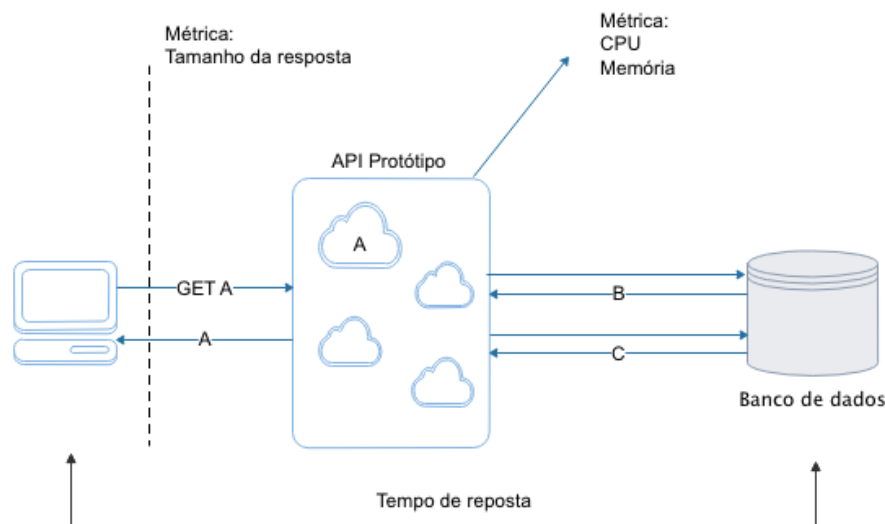 Métrica:
Tamanho da resposta
Métrica:
CPU
Memória
API Protótipo
A
GET A
A
B
C
Banco de dados
Tempo de reposta